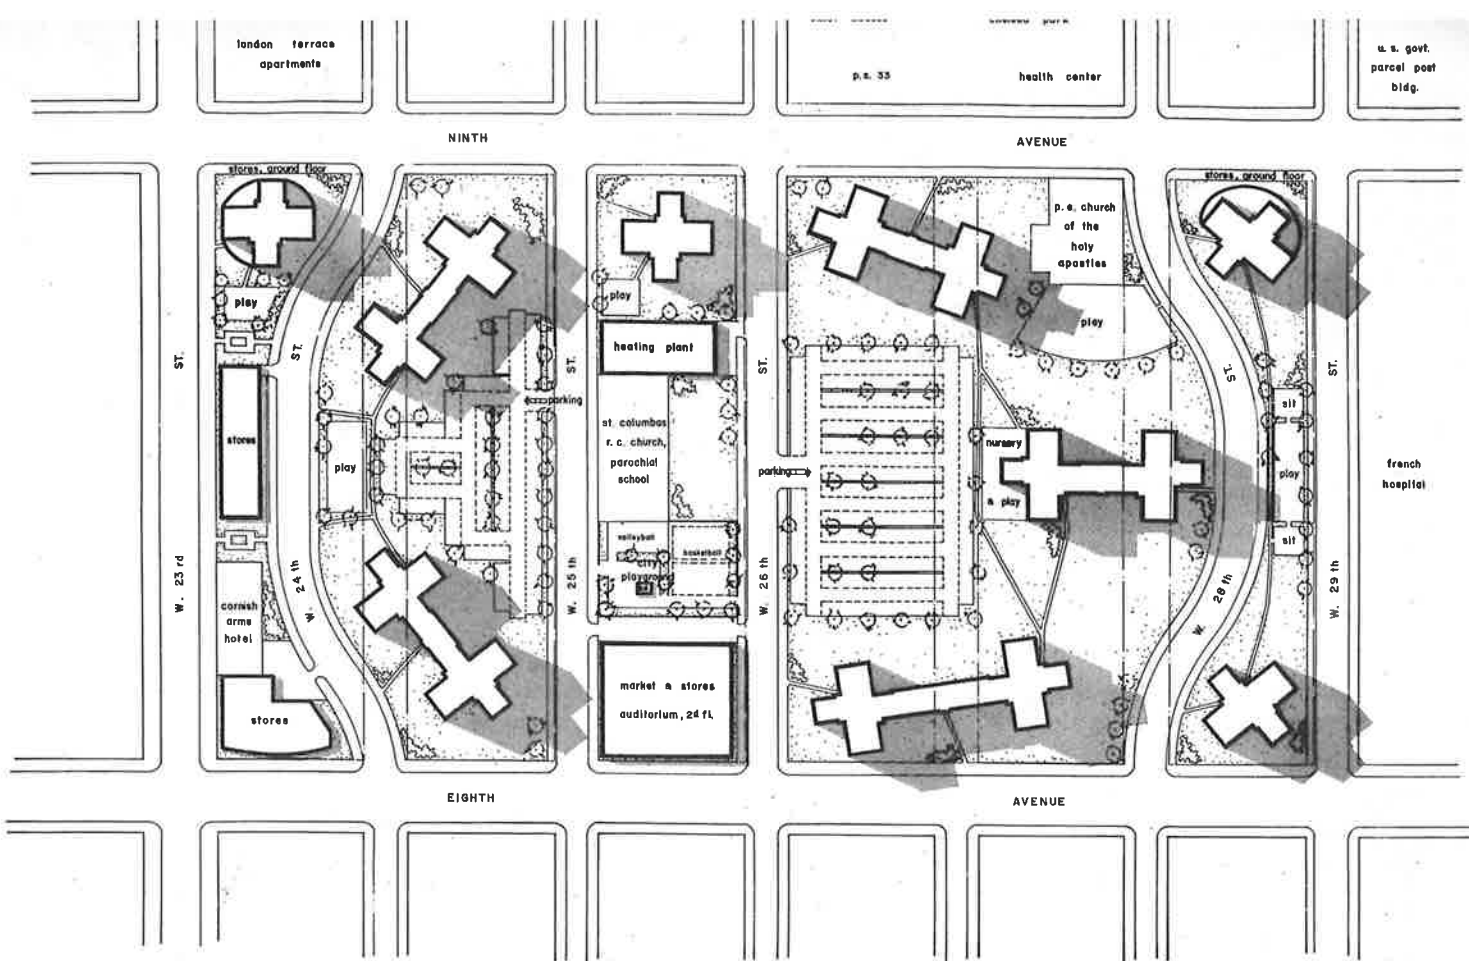 london terrace
apartments
chelsea park
p.s. 33
health center
u. s. govt.
parcel post
bldg.
NINTH
AVENUE
stores, ground floor
stores, ground floor
p. e. church
of the
holy
apostles
play
play
play
heating plant
W. 23 rd
ST.
W. 24 th
ST.
W. 25 th
ST.
W. 26 th
ST.
W. 28 th
ST.
W. 29 th
ST.
parking
stores
play
st. columbas
r. c. church,
parochial
school
parking
nursery
& play
sit
play
sit
french
hospital
volleyball
basketball
city
playground
cornish
arms
hotel
stores
market & stores
auditorium, 2d fl.
EIGHTH
AVENUE